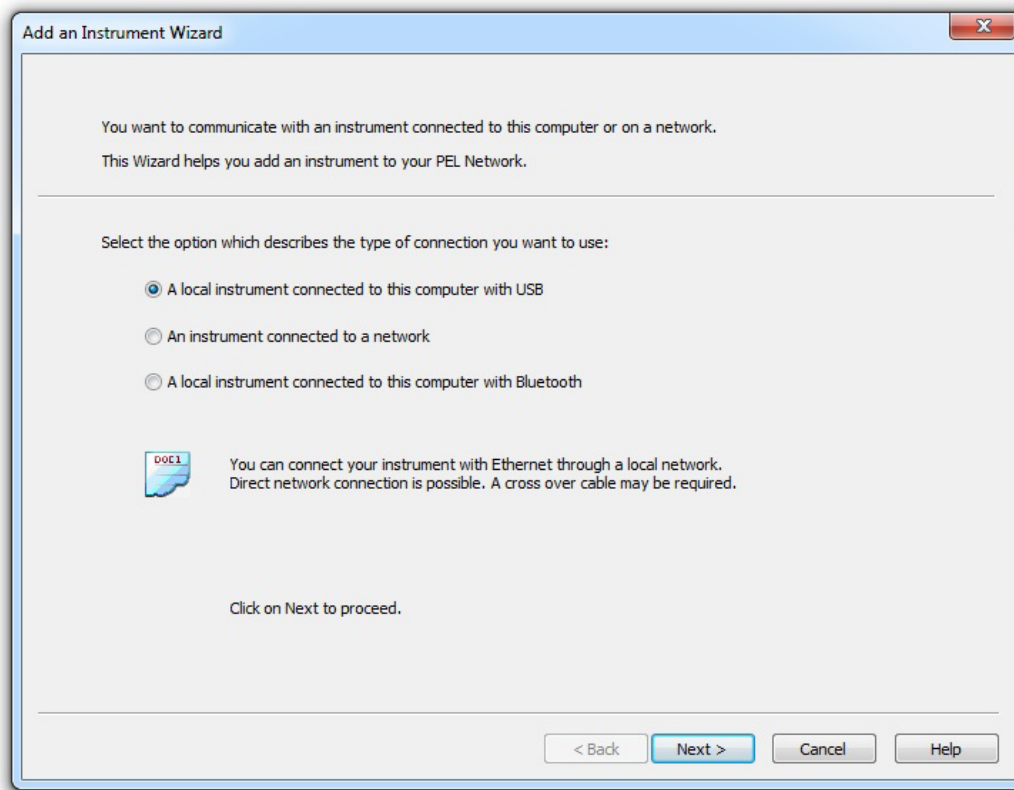 Add an Instrument Wizard
X
You want to communicate with an instrument connected to this computer or on a network.
This Wizard helps you add an instrument to your PEL Network.
Select the option which describes the type of connection you want to use:
A local instrument connected to this computer with USB
An instrument connected to a network
A local instrument connected to this computer with Bluetooth
DOC1
You can connect your instrument with Ethernet through a local network.
Direct network connection is possible. A cross over cable may be required.
Click on Next to proceed.
< Back Next > Cancel Help